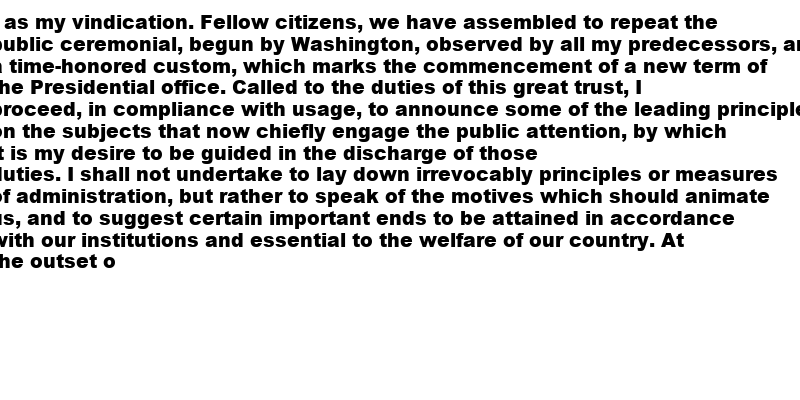 as my vindication. Fellow citizens, we have assembled to repeat the
public ceremonial, begun by Washington, observed by all my predecessors, an
a time-honored custom, which marks the commencement of a new term of
the Presidential office. Called to the duties of this great trust, I
proceed, in compliance with usage, to announce some of the leading principle
on the subjects that now chiefly engage the public attention, by which
it is my desire to be guided in the discharge of those
duties. I shall not undertake to lay down irrevocably principles or measures
of administration, but rather to speak of the motives which should animate
us, and to suggest certain important ends to be attained in accordance
with our institutions and essential to the welfare of our country. At
the outset o